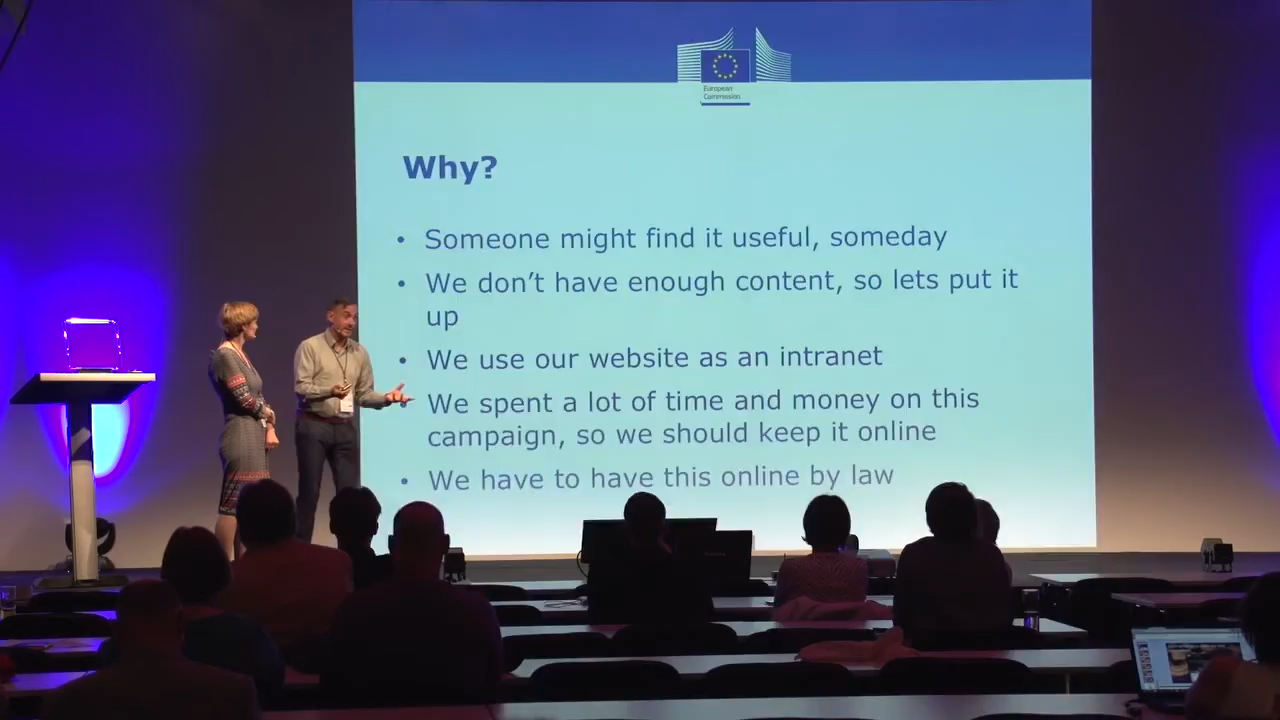 European
Commission
Why?
• Someone might find it useful, someday
• We don't have enough content, so lets put it
up
• We use our website as an intranet
• We spent a lot of time and money on this
campaign, so we should keep it online
• We have to have this online by law